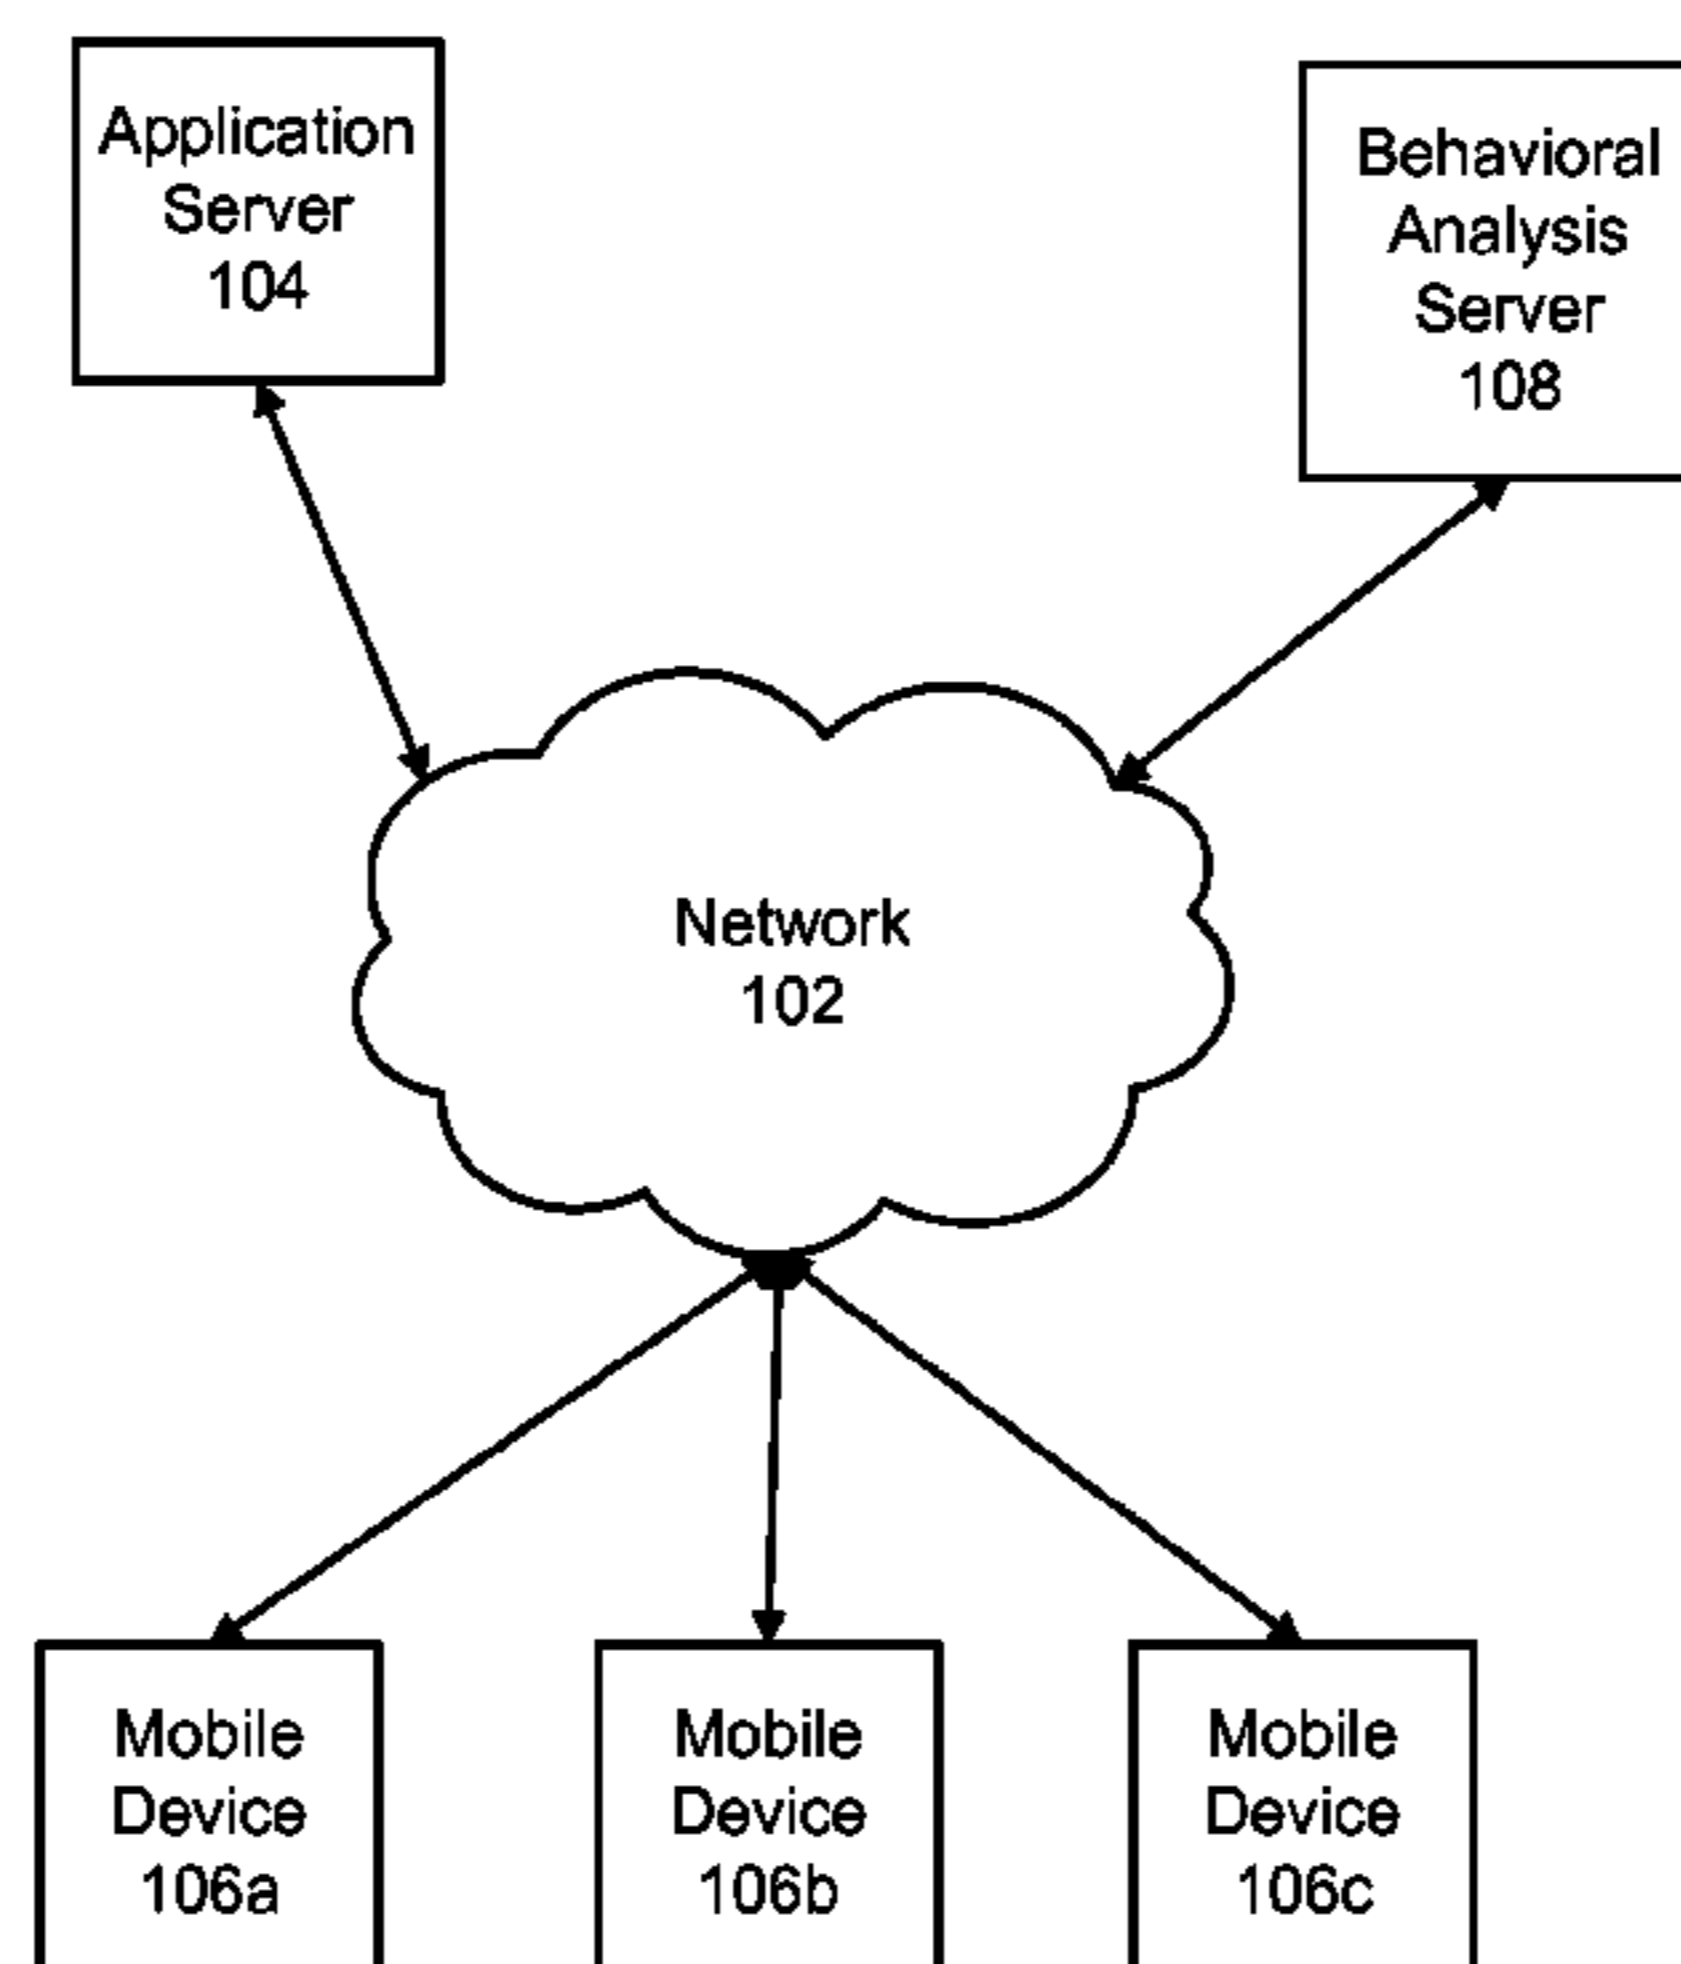 Application
Server
104
Behavioral
Analysis
Server
108
Network
102
Mobile
Device
106a
Mobile
Device
106b
Mobile
Device
106c